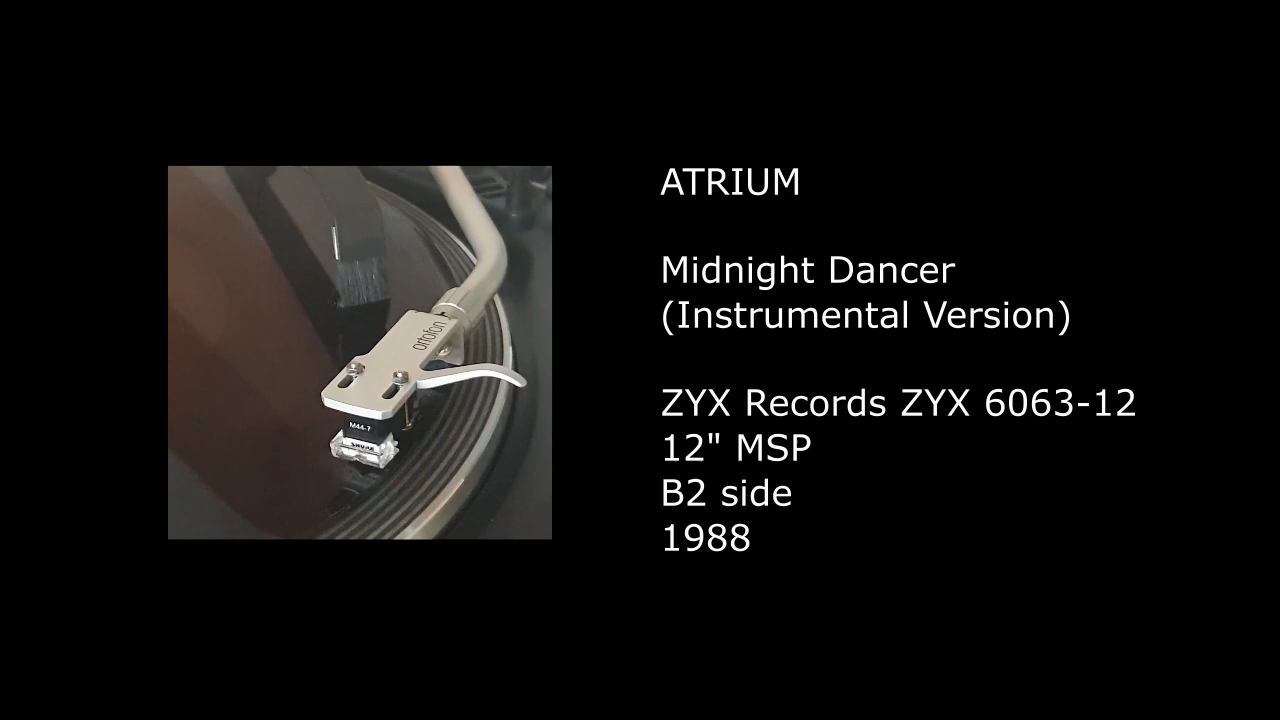 ortofon
M44-7
SHURE
ATRIUM
Midnight Dancer
(Instrumental Version)
ZYX Records ZYX 6063-12
12" MSP
B2 side
1988